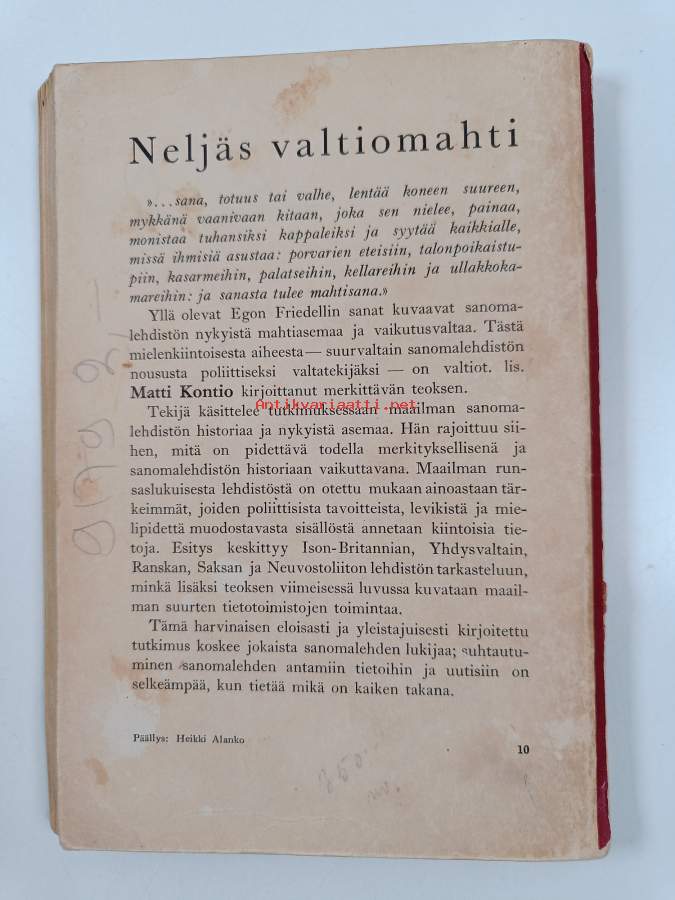 Neljäs valtiomahti
»...sana, totuus tai valhe, lentää koneen suureen,
mykkänä vaanivaan kitaan, joka sen nielee, painaa,
monistaa tuhansiksi kappaleiksi ja syytää kaikkialle,
missä ihmisiä asustaa: porvarien eteisiin, talonpoikaistu-
piin, kasarmeihin, palatseihin, kellareihin ja ullakkoka-
mareihin: ja sanasta tulee mahtisana.»
Yllä olevat Egon Friedellin sanat kuvaavat sanoma-
lehdistön nykyistä mahtiasemaa ja vaikutusvaltaa. Tästä
mielenkiintoisesta aiheesta — suurvaltain sanomalehdistön
noususta poliittiseksi valtatekijäksi — on valtiot. lis.
Matti Kontio kirjoittanut merkittävän teoksen.
Antikvariaatti.net
Tekijä käsittelee tutkimuksessaan maailman sanoma-
lehdistön historiaa ja nykyistä asemaa. Hän rajoittuu sii-
hen, mitä on pidettävä todella merkityksellisenä ja
sanomalehdistön historiaan vaikuttavana. Maailman run-
saslukuisesta lehdistöstä on otettu mukaan ainoastaan tär-
keimmät, joiden poliittisista tavoitteista, levikistä ja mie-
lipidettä muodostavasta sisällöstä annetaan kiintoisia tie-
toja. Esitys keskittyy Ison-Britannian, Yhdysvaltain,
Ranskan, Saksan ja Neuvostoliiton lehdistön tarkasteluun,
minkä lisäksi teoksen viimeisessä luvussa kuvataan maail-
man suurten tietotoimistojen toimintaa.
Tämä harvinaisen eloisasti ja yleistajuisesti kirjoitettu
tutkimus koskee jokaista sanomalehden lukijaa; suhtautu-
minen sanomalehden antamiin tietoihin ja uutisiin on
selkeämpää, kun tietää mikä on kaiken takana.
Päällys: Heikki Alanko
10